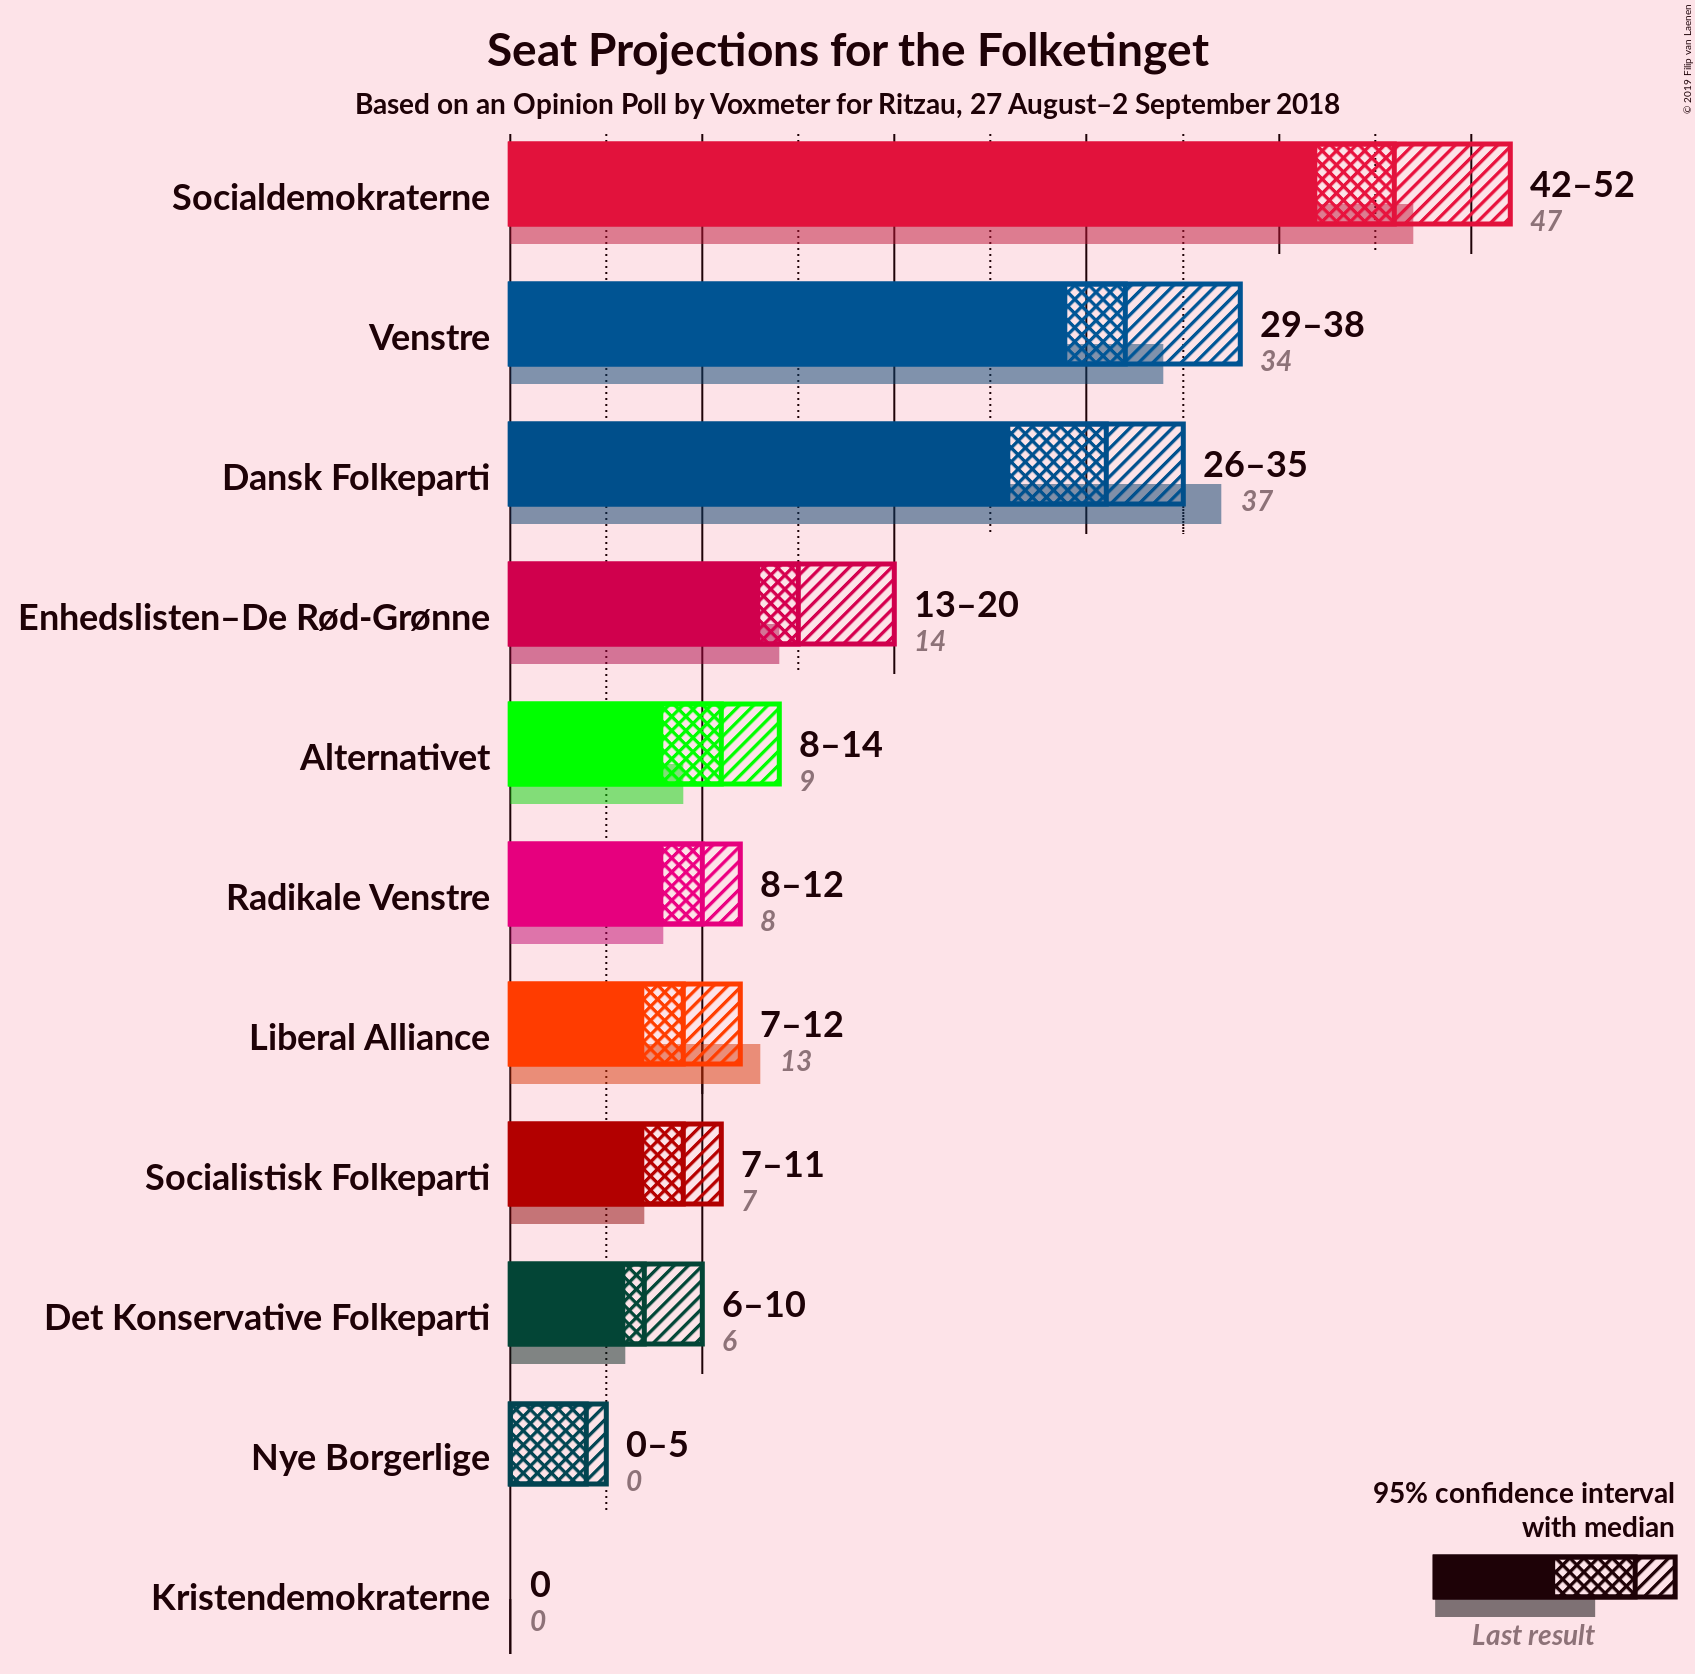 Seat Projections for the Folketinget
Based on an Opinion Poll by Voxmeter for Ritzau, 27 August–2 September 2018
© 2019 Filip van Laenen
Socialdemokraterne
42–52
47
Venstre
29–38
34
Dansk Folkeparti
26–35
37
Enhedslisten–De Rød-Grønne
13–20
14
Alternativet
8–14
9
Radikale Venstre
8–12
8
Liberal Alliance
7–12
13
Socialistisk Folkeparti
7–11
7
Det Konservative Folkeparti
6–10
6
Nye Borgerlige
0–5
0
Kristendemokraterne
0
0
95% confidence interval
with median
Last result